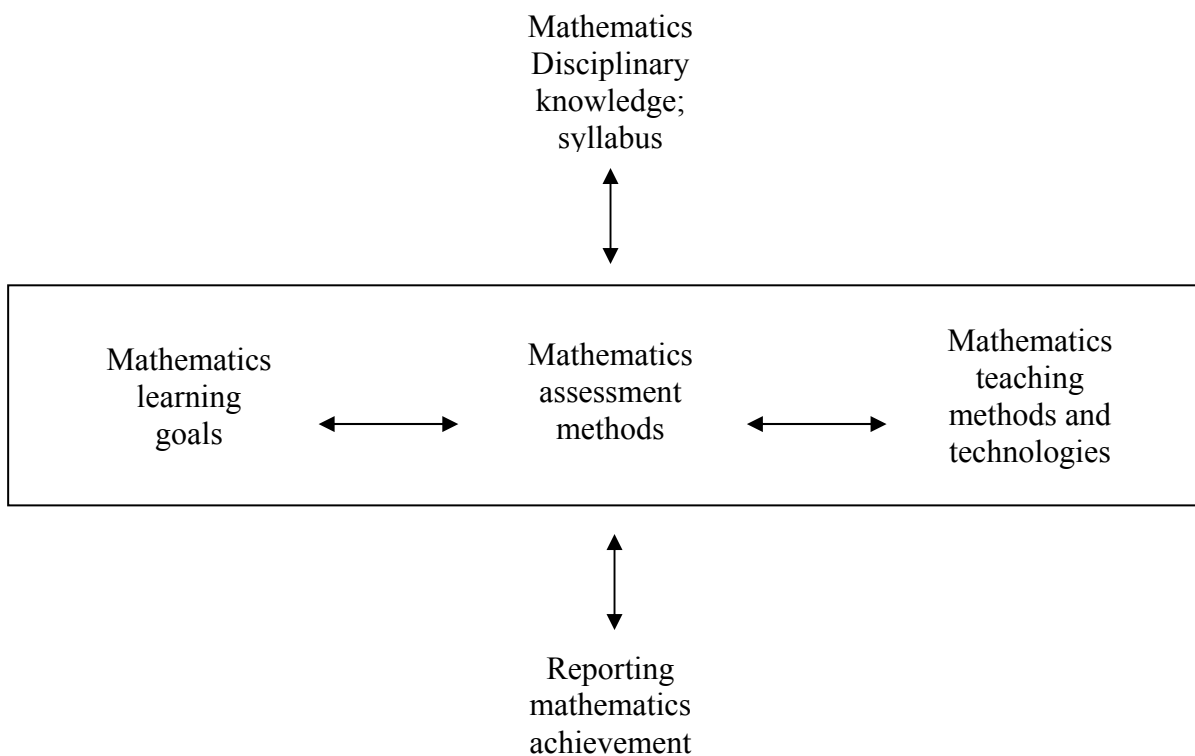 Mathematics
Disciplinary
knowledge;
syllabus
Mathematics
learning
goals
Mathematics
assessment
methods
Mathematics
teaching
methods and
technologies
Reporting
mathematics
achievement